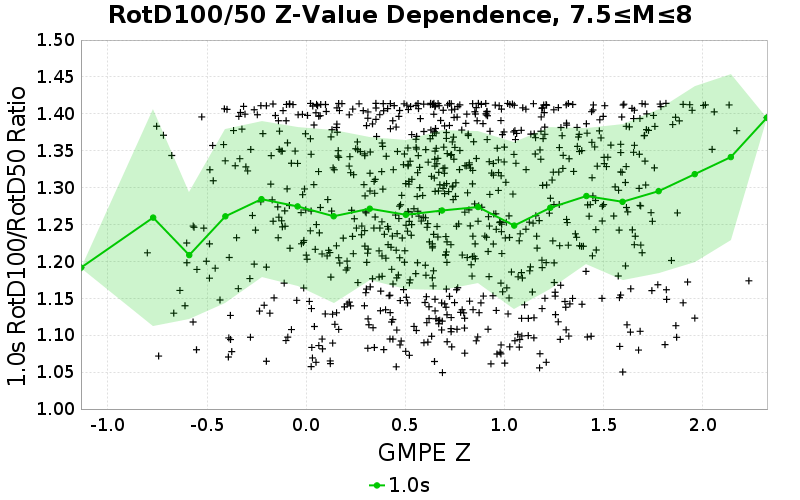 RotD100/50 Z-Value Dependence, 7.5≤M≤8
1.0s RotD100/RotD50 Ratio
1.50
1.45
1.40
1.35
1.30
1.25
1.20
1.15
1.10
1.05
1.00
-1.0 -0.5 0.0 0.5 1.0 1.5 2.0
GMPE Z
1.0s